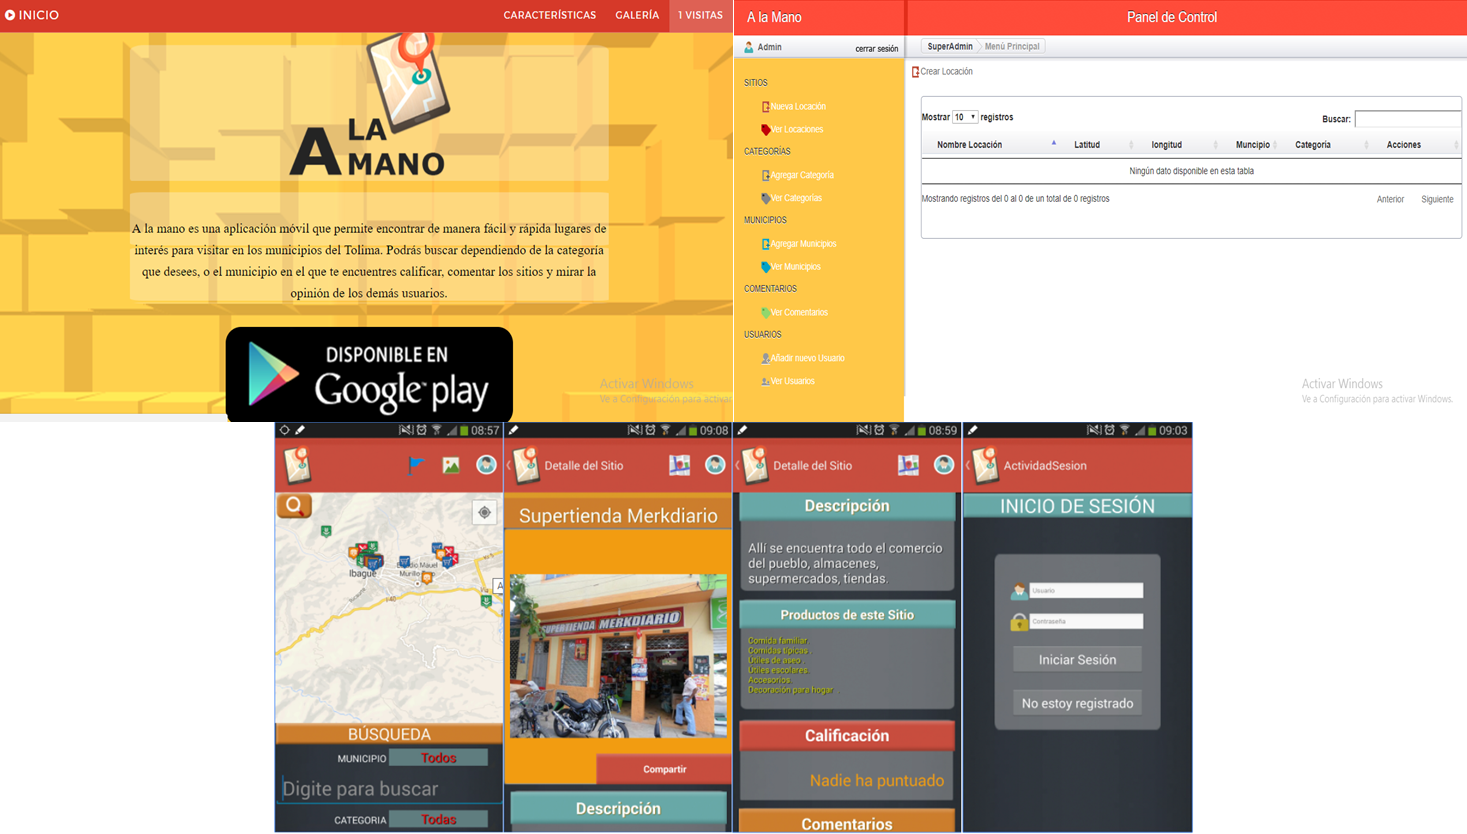 INICIO
CARACTERÍSTICAS GALERÍA 1 VISITAS
A LA MANO
A la mano es una aplicación móvil que permite encontrar de manera fácil y rápida lugares de
interés para visitar en los municipios del Tolima. Podrás buscar dependiendo de la categoría
que desees, o el municipio en el que te encuentres calificar, comentar los sitios y mirar la
opinión de los demás usuarios.
DISPONIBLE EN
Google play
Activar Windows
Ve a Configuración para activar
A la Mano
Panel de Control
Admin
cerrar sesión
SuperAdmin Menú Principal
SITIOS
Nueva Locación
Ver Locaciones
CATEGORÍAS
Agregar Categoría
Ver Categorías
MUNICIPIOS
Agregar Municipios
Ver Municipios
COMENTARIOS
Ver Comentarios
USUARIOS
Añadir nuevo Usuario
Ver Usuarios
Crear Locación
Mostrar 10 registros
Buscar:
Nombre Locación Latitud longitud Muncipio Categoria Acciones
Ningún dato disponible en esta tabla
Mostrando registros del 0 al 0 de un total de 0 registros
Anterior Siguiente
Activar Windows
Ve a Configuración para activar Windows.
08:57
Ibagué
BÚSQUEDA
MUNICIPIO Todos
Digite para buscar
CATEGORIA Todas
09:08
Detalle del Sitio
Supertienda Merkdiario
SUPERTIENDA MERKDIARIO
Compartir
Descripción
08:59
Detalle del Sitio
Descripción
Allí se encuentra todo el comercio
del pueblo, almacenes,
supermercados, tiendas.
Productos de este Sitio
Comida familiar.
Comidas típicas.
Útiles de aseo.
Útiles escolares.
Accesorios.
Decoración para hogar.
Calificación
Nadie ha puntuado
Comentarios
09:03
ActividadSesion
INICIO DE SESIÓN
Usuario
Contraseña
Iniciar Sesión
No estoy registrado